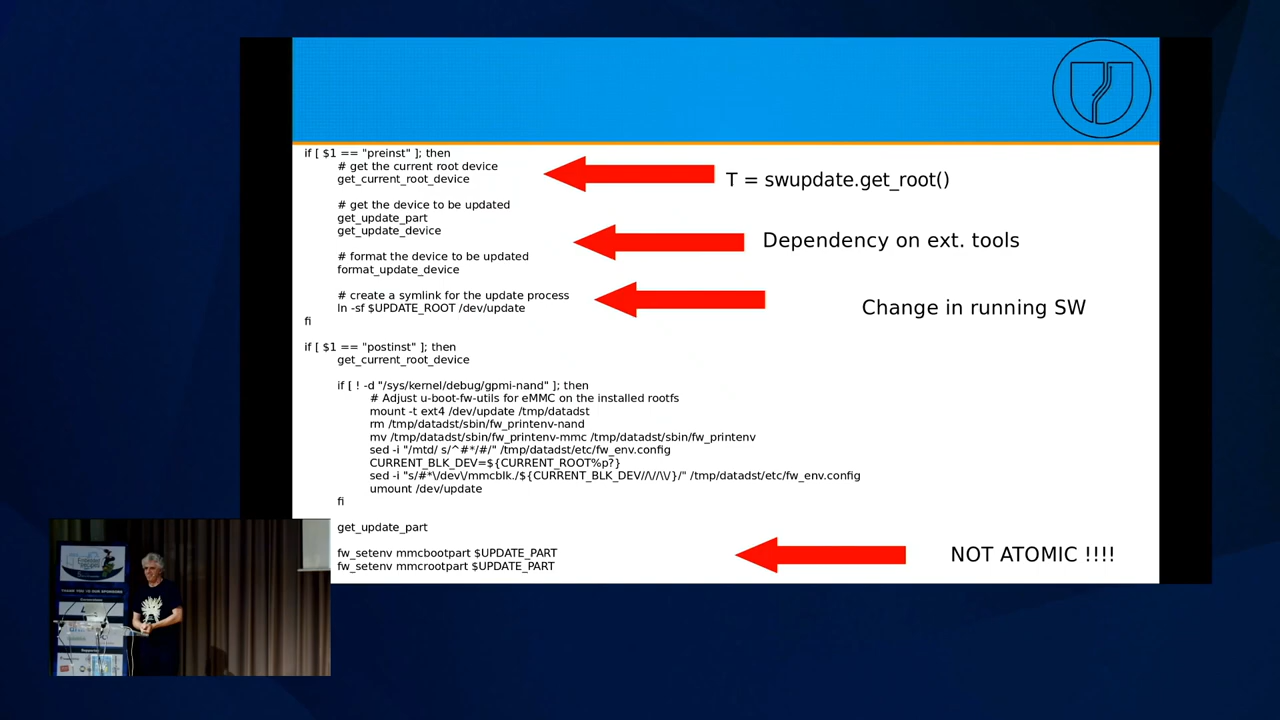 if [ $1 == "preinst" ]; then
# get the current root device
get_current_root_device
T = swupdate.get_root()
# get the device to be updated
get_update_part
get_update_device
Dependency on ext. tools
# format the device to be updated
format_update_device
# create a symlink for the update process
ln -sf $UPDATE_ROOT /dev/update
Change in running SW
fi
if [ $1 == "postinst" ]; then
get_current_root_device
if [ ! -d "/sys/kernel/debug/gpmi-nand" ]; then
# Adjust u-boot-fw-utils for eMMC on the installed rootfs
mount -t ext4 /dev/update /tmp/datadst
rm /tmp/datadst/sbin/fw_printenv-nand
mv /tmp/datadst/sbin/fw_printenv-mmc /tmp/datadst/sbin/fw_printenv
sed -i "/mtd/ s/^#*/#/" /tmp/datadst/etc/fw_env.config
CURRENT_BLK_DEV=${CURRENT_ROOT%p?}
sed -i "s/#*\/dev\/mmcblk./${CURRENT_BLK_DEV//\//\\/}/" /tmp/datadst/etc/fw_env.config
umount /dev/update
fi
get_update_part
fw_setenv mmcbootpart $UPDATE_PART
fw_setenv mmcrootpart $UPDATE_PART
NOT ATOMIC !!!!